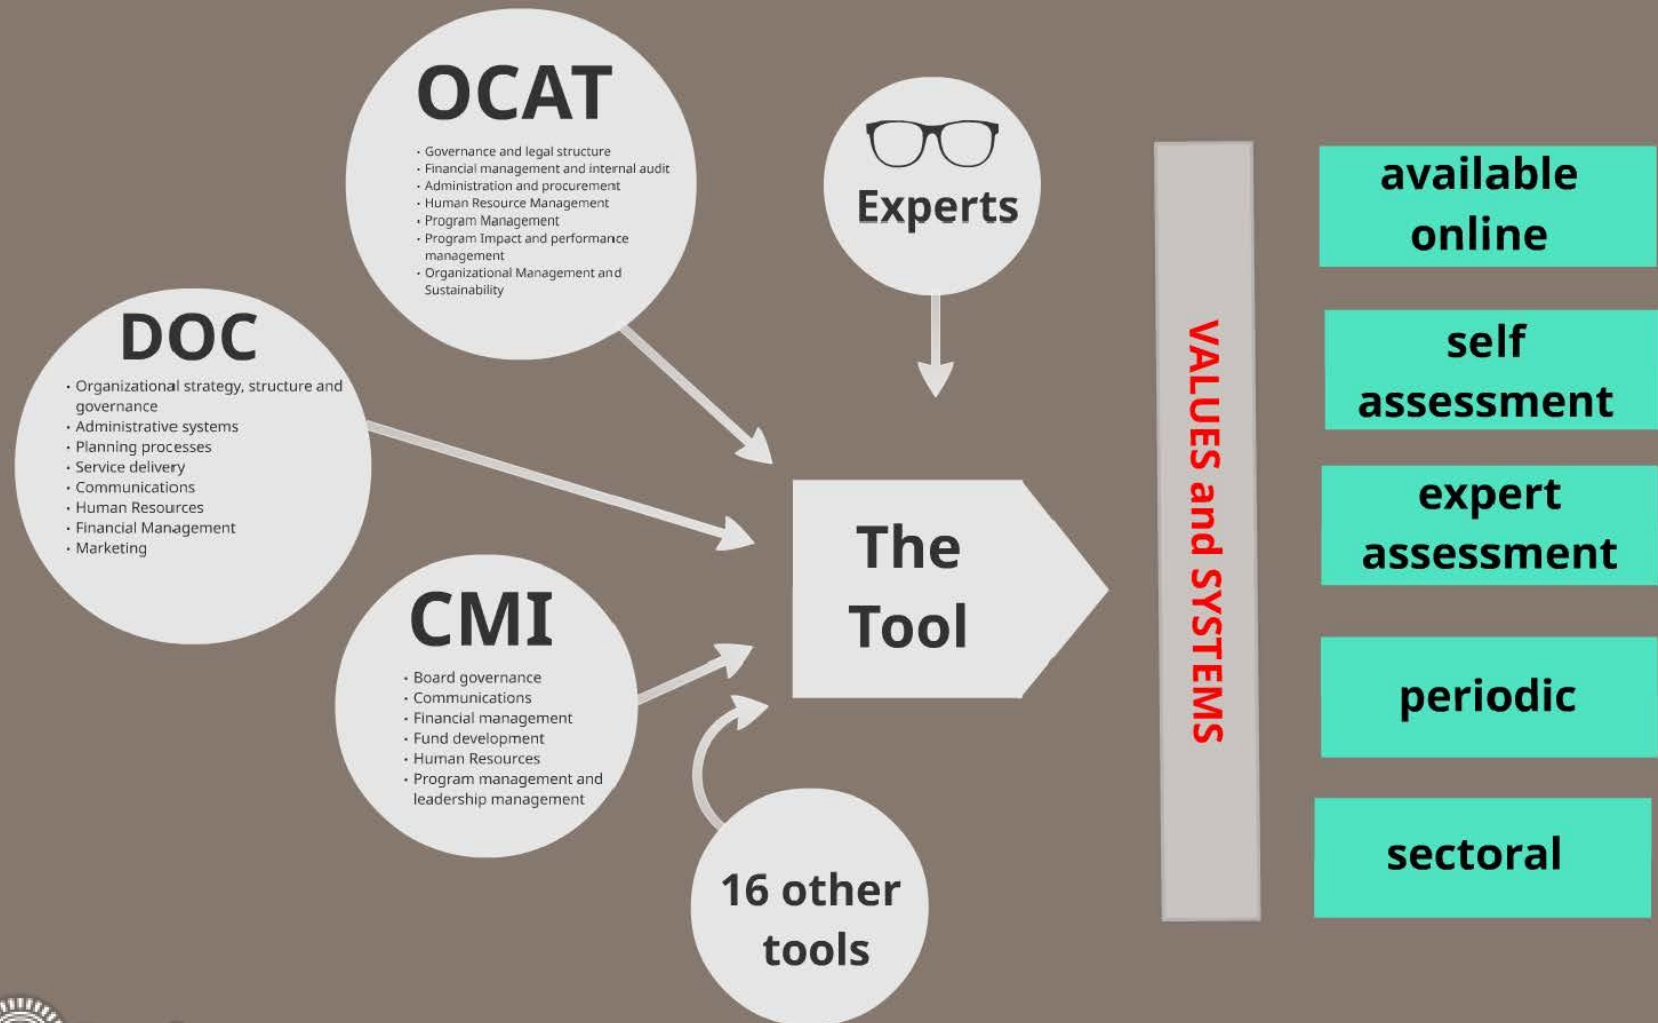 OCAT
• Governance and legal structure
• Financial management and internal audit
• Administration and procurement
• Human Resource Management
• Program Management
• Program Impact and performance
management
• Organizational Management and
Sustainability
DOC
• Organizational strategy, structure and
governance
• Administrative systems
• Planning processes
• Service delivery
• Communications
• Human Resources
• Financial Management
• Marketing
CMI
• Board governance
• Communications
• Financial management
• Fund development
• Human Resources
• Program management and
leadership management
16 other
tools
Experts
The
Tool
VALUES and SYSTEMS
available
online
self
assessment
expert
assessment
periodic
sectoral